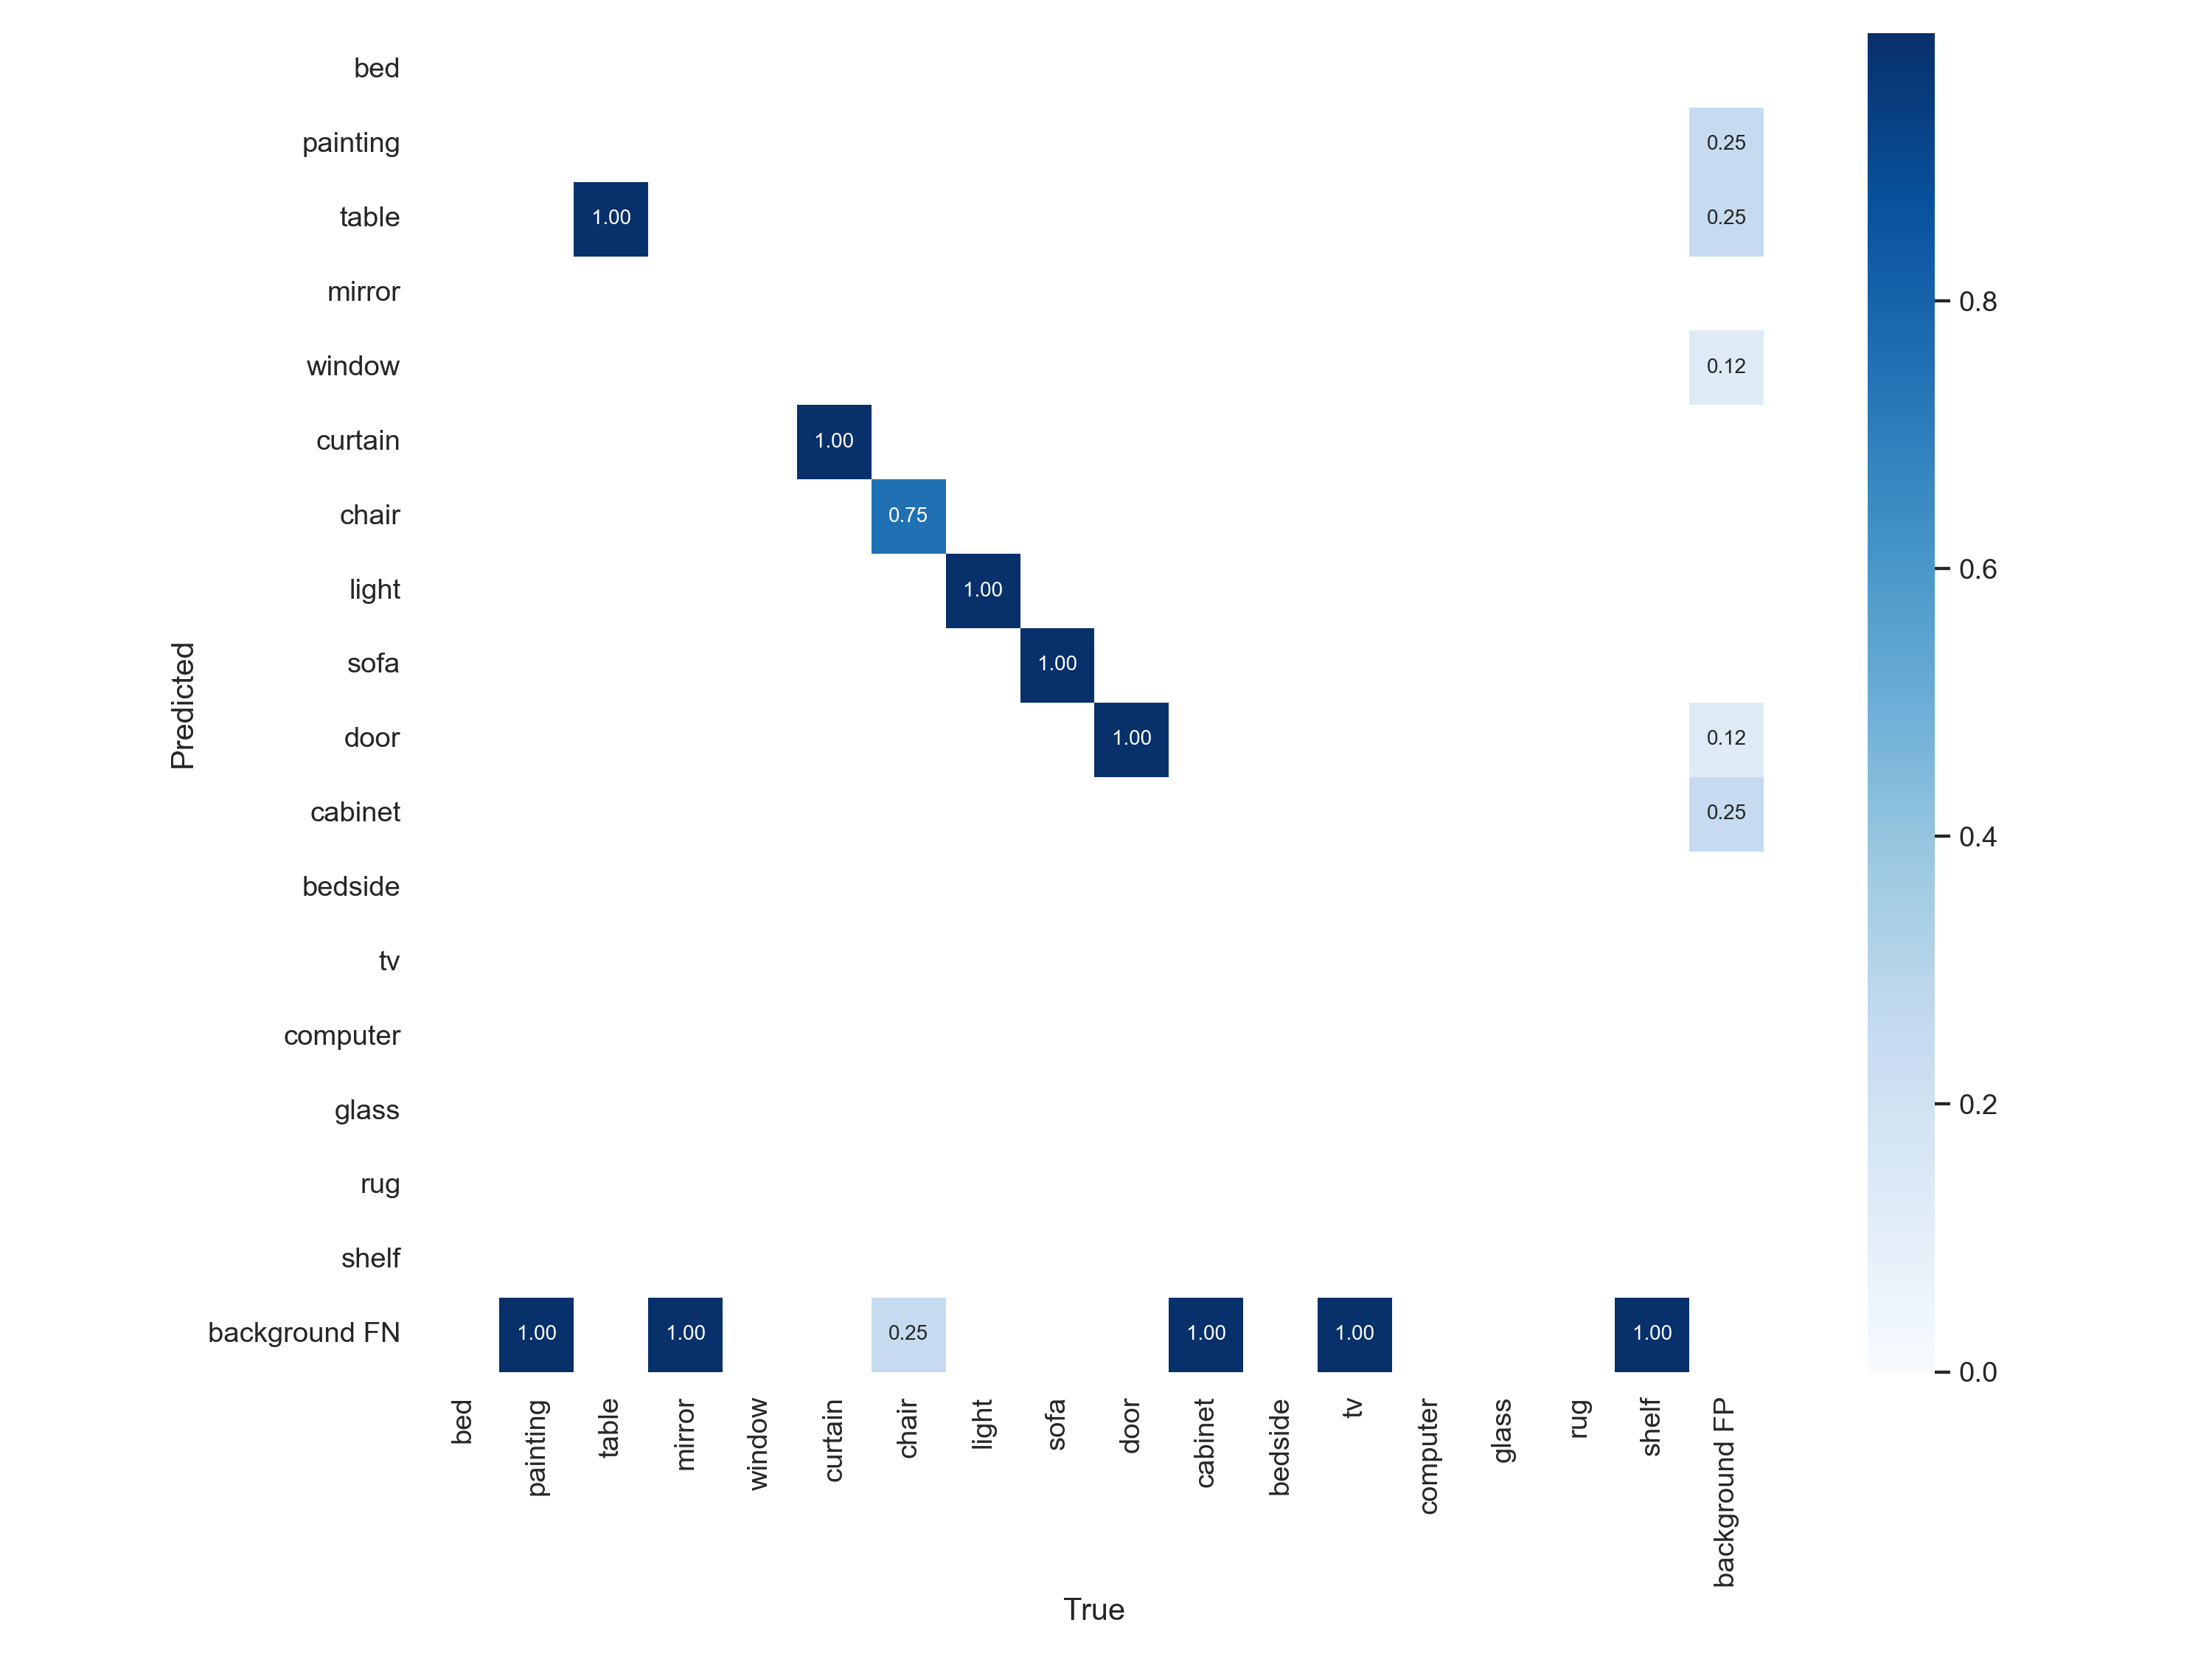 bed
painting 0.25
table 1.00 0.25
mirror
window 0.12
curtain 1.00
chair 0.75
light 1.00
sofa 1.00
door 1.00 0.12
cabinet 0.25
bedside
tv
computer
glass
rug
shelf
background FN 1.00 1.00 0.25 1.00 1.00 1.00
Predicted
bed
painting
table
mirror
window
curtain
chair
light
sofa
door
cabinet
bedside
tv
computer
glass
rug
shelf
background FP
True
0.8
0.6
0.4
0.2
0.0